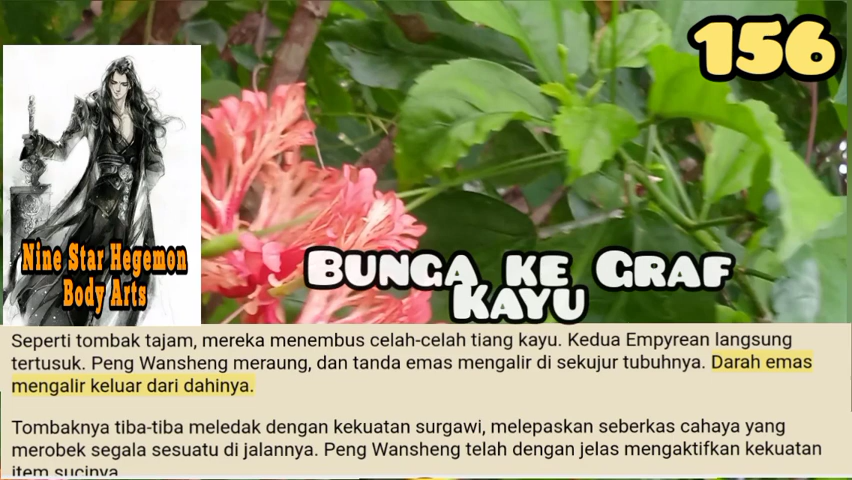 156
Nine Star Hegemon
Body Arts
Bunga ke Graf
Kayu
Seperti tombak tajam, mereka menembus celah-celah tiang kayu. Kedua Empyrean langsung
tertusuk. Peng Wansheng meraung, dan tanda emas mengalir di sekujur tubuhnya. Darah emas
mengalir keluar dari dahinya.
Tombaknya tiba-tiba meledak dengan kekuatan surgawi, melepaskan seberkas cahaya yang
merobek segala sesuatu di jalannya. Peng Wansheng telah dengan jelas mengaktifkan kekuatan
item sucinya